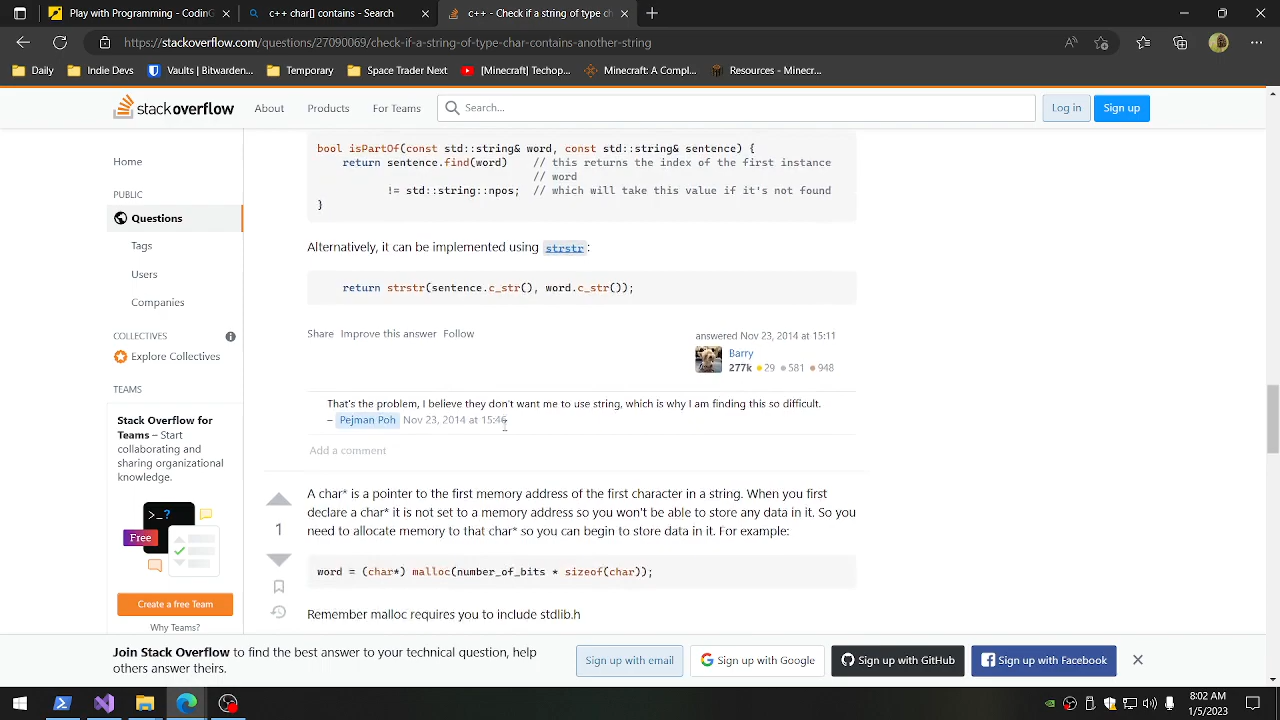 Play with Programming - Get
c++ char[] contains - Search
c++ - Check if a string of type ch
https://stackoverflow.com/questions/27090069/check-if-a-string-of-type-char-contains-another-string
Daily
Indie Devs
Vaults | Bitwarden...
Temporary
Space Trader Next
[Minecraft] Techop...
Minecraft: A Compl...
Resources - Minecr...
stackoverflow
About
Products
For Teams
Search...
Log in
Sign up
Home
PUBLIC
Questions
Tags
Users
Companies
COLLECTIVES
Explore Collectives
TEAMS
Stack Overflow for
Teams – Start
collaborating and
sharing organizational
knowledge.
>_?
Free
Create a free Team
Why Teams?
bool isPartOf(const std::string& word, const std::string& sentence) {
return sentence.find(word) // this returns the index of the first instance
// word
!= std::string::npos; // which will take this value if it's not found
}
Alternatively, it can be implemented using strstr:
return strstr(sentence.c_str(), word.c_str());
Share Improve this answer Follow
answered Nov 23, 2014 at 15:11
Barry
277k 29 581 948
That's the problem, I believe they don't want me to use string, which is why I am finding this so difficult.
– Pejman Poh Nov 23, 2014 at 15:46
Add a comment
1
A char* is a pointer to the first memory address of the first character in a string. When you first
declare a char* it is not set to a memory address so you won't be able to store any data in it. So you
need to allocate memory to that char* so you can begin to store data in it. For example:
word = (char*) malloc(number_of_bits * sizeof(char));
Remember malloc requires you to include stdlib.h
Join Stack Overflow to find the best answer to your technical question, help
others answer theirs.
Sign up with email
Sign up with Google
Sign up with GitHub
Sign up with Facebook
8:02 AM
1/5/2023